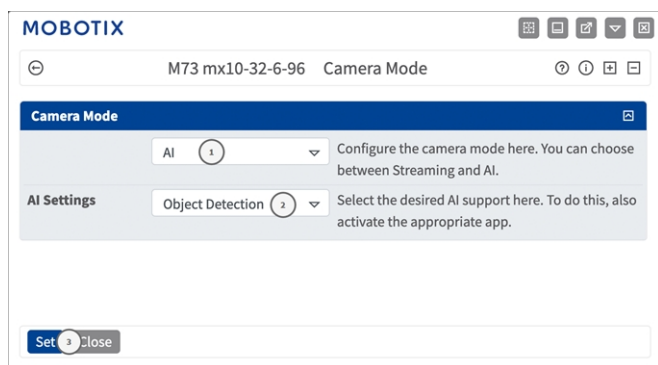 MOBOTIX
M73 mx10-32-6-96 Camera Mode
Camera Mode
AI 1
Configure the camera mode here. You can choose
between Streaming and AI.
AI Settings
Object Detection 2
Select the desired AI support here. To do this, also
activate the appropriate app.
Set 3 Close